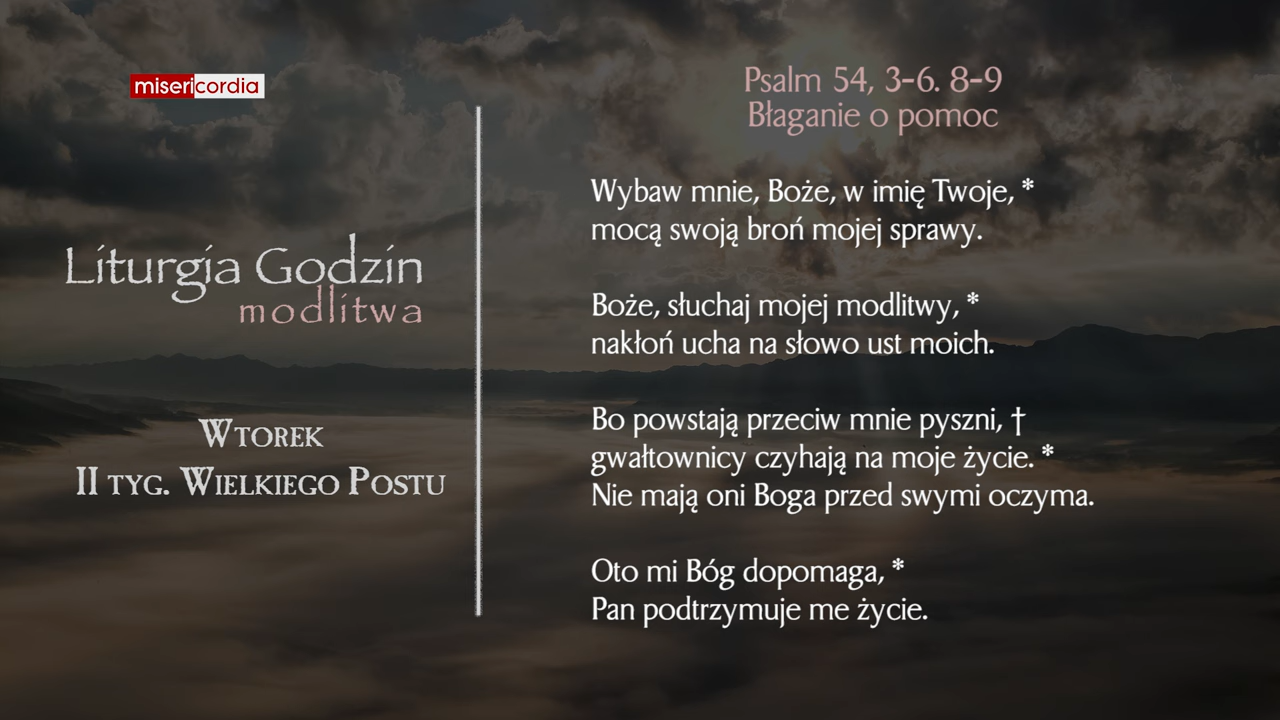 misericordia
Liturgia Godzin
modlitwa
Wtorek
II tyg. Wielkiego Postu
Psalm 54, 3-6. 8-9
Błaganie o pomoc
Wybaw mnie, Boże, w imię Twoje, *
mocą swoją broń mojej sprawy.
Boże, słuchaj mojej modlitwy, *
nakłoń ucha na słowo ust moich.
Bo powstają przeciw mnie pyszni, †
gwałtownicy czyhają na moje życie. *
Nie mają oni Boga przed swymi oczyma.
Oto mi Bóg dopomaga, *
Pan podtrzymuje me życie.